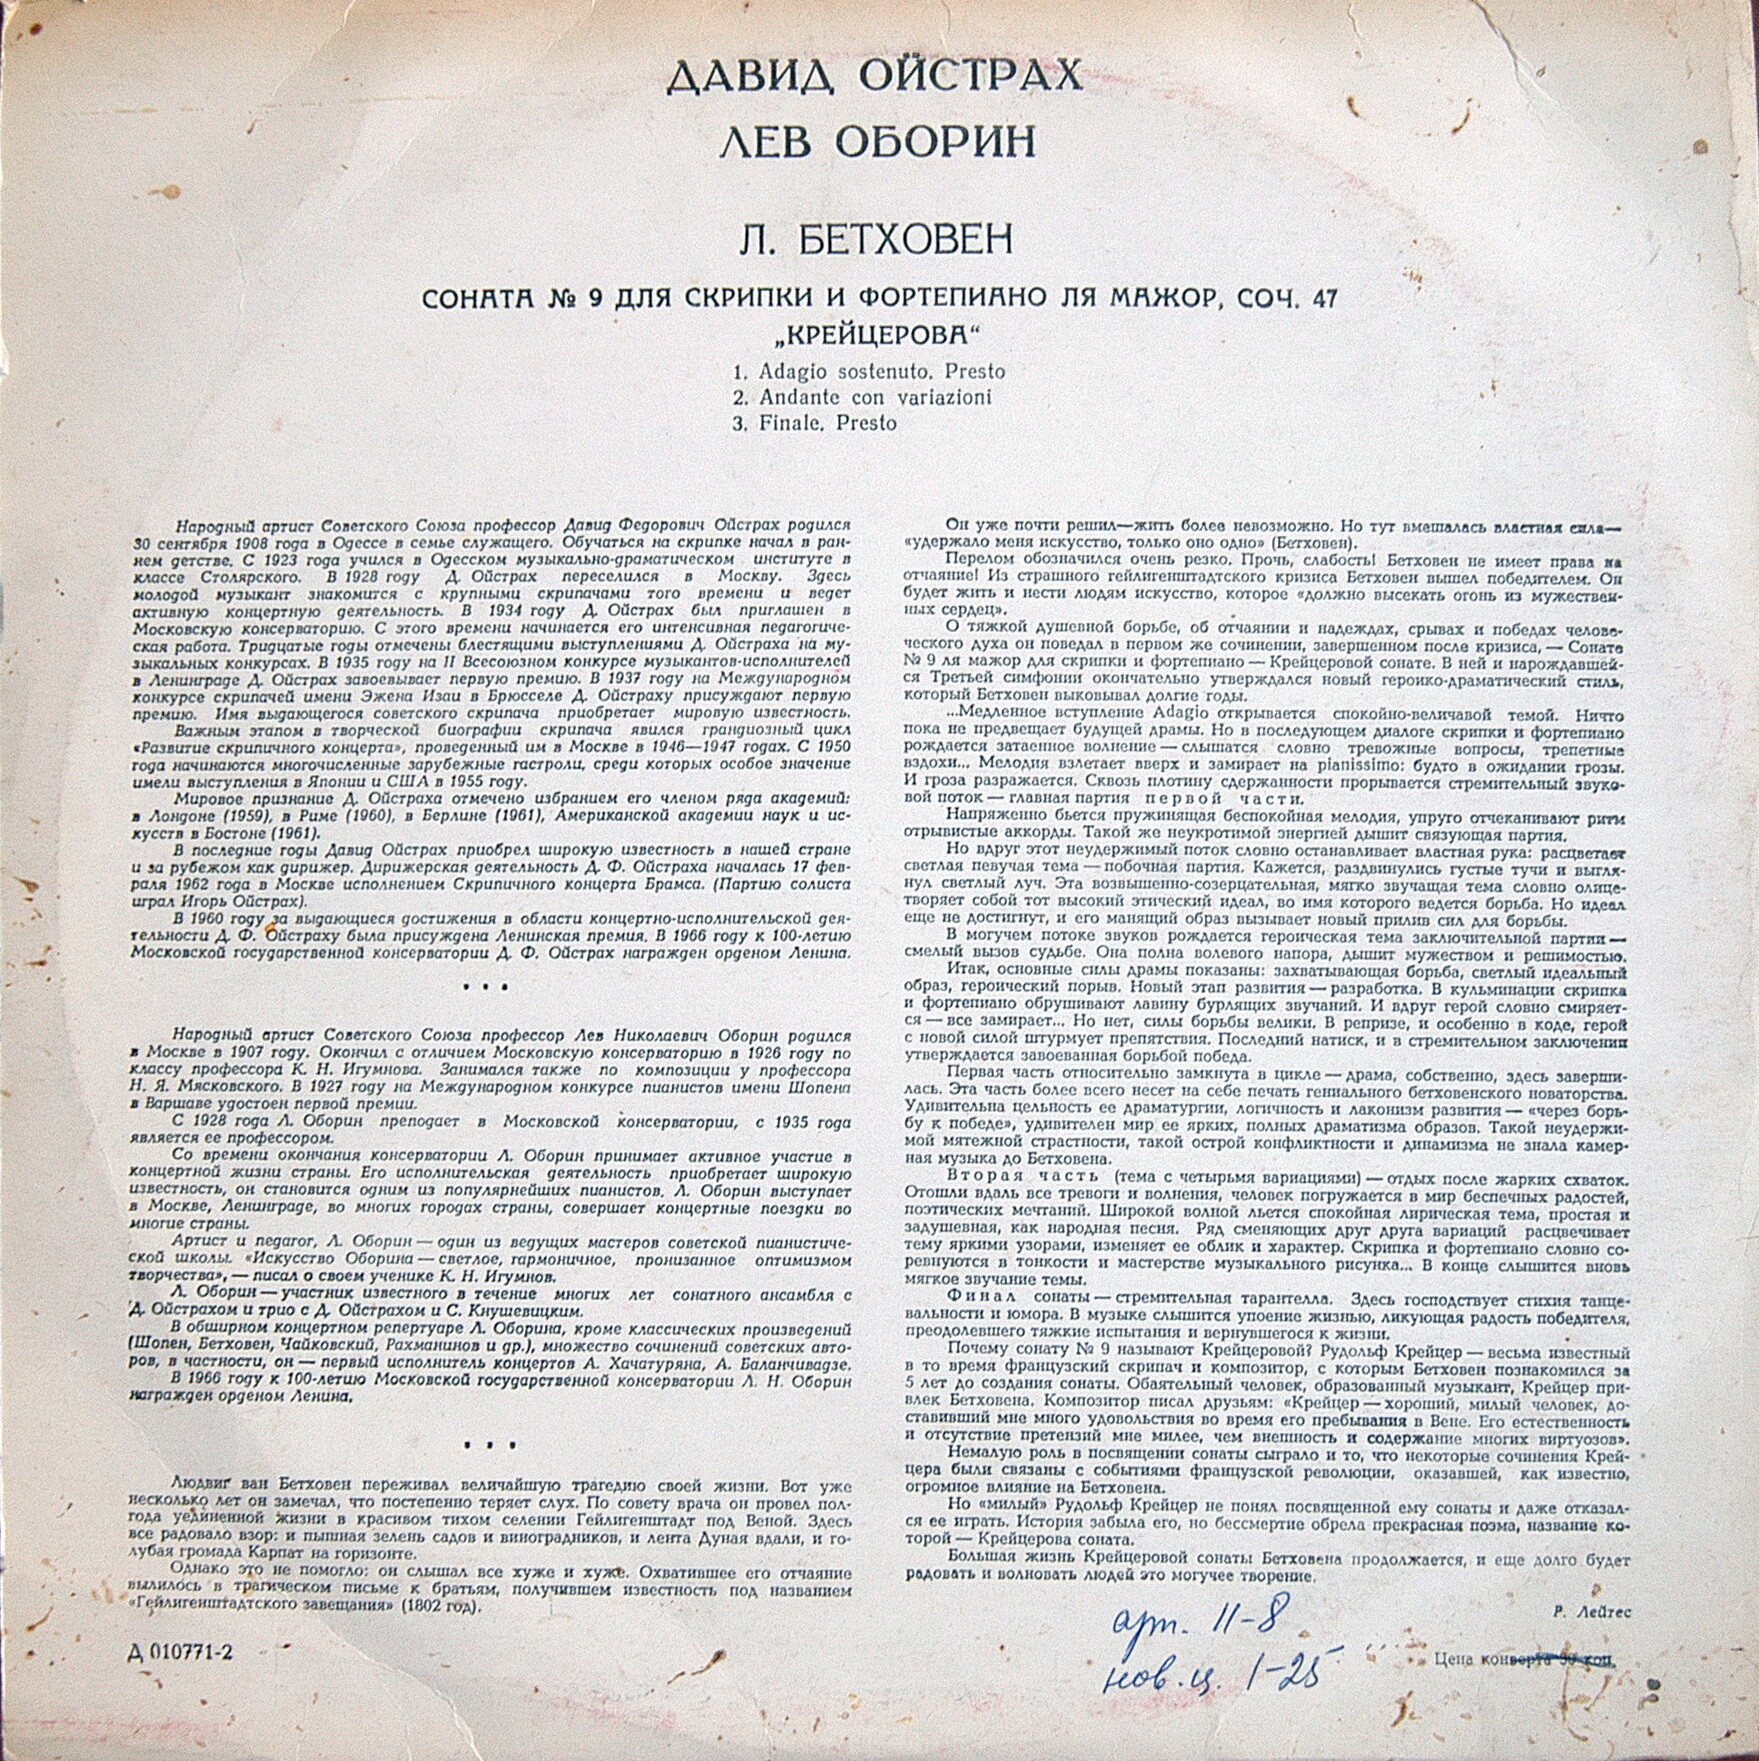 ДАВИД ОЙСТРАХ
ЛЕВ ОБОРИН
Л. БЕТХОВЕН
СОНАТА № 9 ДЛЯ СКРИПКИ И ФОРТЕПИАНО ЛЯ МАЖОР, СОЧ. 47
„КРЕЙЦЕРОВА“
1. Adagio sostenuto. Presto
2. Andante con variazioni
3. Finale. Presto
Народный артист Советского Союза профессор Давид Федорович Ойстрах родился
30 сентября 1908 года в Одессе в семье служащего. Обучаться на скрипке начал в ран-
нем детстве. С 1923 года учился в Одесском музыкально-драматическом институте в
классе Столярского. В 1928 году Д. Ойстрах переселился в Москву. Здесь
молодой музыкант знакомится с крупными скрипачами того времени и ведет
активную концертную деятельность. В 1934 году Д. Ойстрах был приглашен в
Московскую консерваторию. С этого времени начинается его интенсивная педагогиче-
ская работа. Тридцатые годы отмечены блестящими выступлениями Д. Ойстраха на му-
зыкальных конкурсах. В 1935 году на II Всесоюзном конкурсе музыкантов-исполнителей
в Ленинграде Д. Ойстрах завоевывает первую премию. В 1937 году на Международном
конкурсе скрипачей имени Эжена Изаи в Брюсселе Д. Ойстраху присуждают первую
премию. Имя выдающегося советского скрипача приобретает мировую известность.
Важным этапом в творческой биографии скрипача явился грандиозный цикл
«Развитие скрипичного концерта», проведенный им в Москве в 1946—1947 годах. С 1950
года начинаются многочисленные зарубежные гастроли, среди которых особое значение
имели выступления в Японии и США в 1955 году.
Мировое признание Д. Ойстраха отмечено избранием его членом ряда академий:
в Лондоне (1959), в Риме (1960), в Берлине (1961), Американской академии наук и ис-
кусств в Бостоне (1961).
В последние годы Давид Ойстрах приобрел широкую известность в нашей стране
и за рубежом как дирижер. Дирижерская деятельность Д. Ф. Ойстраха началась 17 фев-
раля 1962 года в Москве исполнением Скрипичного концерта Брамса. (Партию солиста
играл Игорь Ойстрах).
В 1960 году за выдающиеся достижения в области концертно-исполнительской дея-
тельности Д. Ф. Ойстраху была присуждена Ленинская премия. В 1966 году к 100-летию
Московской государственной консерватории Д. Ф. Ойстрах награжден орденом Ленина.
• • •
Народный артист Советского Союза профессор Лев Николаевич Оборин родился
в Москве в 1907 году. Окончил с отличием Московскую консерваторию в 1926 году по
классу профессора К. Н. Игумнова. Занимался также по композиции у профессора
Н. Я. Мясковского. В 1927 году на Международном конкурсе пианистов имени Шопена
в Варшаве удостоен первой премии.
С 1928 года Л. Оборин преподает в Московской консерватории, с 1935 года
является ее профессором.
Со времени окончания консерватории Л. Оборин принимает активное участие в
концертной жизни страны. Его исполнительская деятельность приобретает широкую
известность, он становится одним из популярнейших пианистов. Л. Оборин выступает
в Москве, Ленинграде, во многих городах страны, совершает концертные поездки во
многие страны.
Артист и педагог, Л. Оборин — один из ведущих мастеров советской пианистиче-
ской школы. «Искусство Оборина — светлое, гармоничное, пронизанное оптимизмом
творчества», — писал о своем ученике К. Н. Игумнов.
Л. Оборин — участник известного в течение многих лет сонатного ансамбля с
Д. Ойстрахом и трио с Д. Ойстрахом и С. Кнушевицким.
В обширном концертном репертуаре Л. Оборина, кроме классических произведений
(Шопен, Бетховен, Чайковский, Рахманинов и др.), множество сочинений советских авто-
ров, в частности, он — первый исполнитель концертов А. Хачатуряна, А. Баланчивадзе.
В 1966 году к 100-летию Московской государственной консерватории Л. Н. Оборин
награжден орденом Ленина.
• • •
Людвиг ван Бетховен переживал величайшую трагедию своей жизни. Вот уже
несколько лет он замечал, что постепенно теряет слух. По совету врача он провел пол-
года уединенной жизни в красивом тихом селении Гейлигенштадт под Веной. Здесь
все радовало взор: и пышная зелень садов и виноградников, и лента Дуная вдали, и го-
лубая громада Карпат на горизонте.
Однако это не помогло: он слышал все хуже и хуже. Охватившее его отчаяние
вылилось в трагическом письме к братьям, получившем известность под названием
«Гейлигенштадтского завещания» (1802 год).
Д 010771-2
Он уже почти решил—жить более невозможно. Но тут вмешалась властная сила—
«удержало меня искусство, только оно одно» (Бетховен).
Перелом обозначился очень резко. Прочь, слабость! Бетховен не имеет права на
отчаяние! Из страшного гейлигенштадтского кризиса Бетховен вышел победителем. Он
будет жить и нести людям искусство, которое «должно высекать огонь из мужествен-
ных сердец».
О тяжкой душевной борьбе, об отчаянии и надеждах, срывах и победах челове-
ческого духа он поведал в первом же сочинении, завершенном после кризиса, — Сонате
№ 9 ля мажор для скрипки и фортепиано — Крейцеровой сонате. В ней и нарождавшей-
ся Третьей симфонии окончательно утверждался новый героико-драматический стиль,
который Бетховен выковывал долгие годы.
...Медленное вступление Adagio открывается спокойно-величавой темой. Ничто
пока не предвещает будущей драмы. Но в последующем диалоге скрипки и фортепиано
рождается затаенное волнение — слышатся словно тревожные вопросы, трепетные
вздохи... Мелодия взлетает вверх и замирает на pianissimo: будто в ожидании грозы.
И гроза разражается. Сквозь плотину сдержанности прорывается стремительный звуко-
вой поток — главная партия первой части.
Напряженно бьется пружинящая беспокойная мелодия, упруго отчеканивают ритм
отрывистые аккорды. Такой же неукротимой энергией дышит связующая партия.
Но вдруг этот неудержимый поток словно останавливает властная рука: расцветает
светлая певучая тема — побочная партия. Кажется, раздвинулись густые тучи и выгля-
нул светлый луч. Эта возвышенно-созерцательная, мягко звучащая тема словно олице-
творяет собой тот высокий этический идеал, во имя которого ведется борьба. Но идеал
еще не достигнут, и его манящий образ вызывает новый прилив сил для борьбы.
В могучем потоке звуков рождается героическая тема заключительной партии —
смелый вызов судьбе. Она полна волевого напора, дышит мужеством и решимостью.
Итак, основные силы драмы показаны: захватывающая борьба, светлый идеальный
образ, героический порыв. Новый этап развития — разработка. В кульминации скрипка
и фортепиано обрушивают лавину бурлящих звучаний. И вдруг герой словно смиряет-
ся — все замирает... Но нет, силы борьбы велики. В репризе, и особенно в коде, герой
с новой силой штурмует препятствия. Последний натиск, и в стремительном заключении
утверждается завоеванная борьбой победа.
Первая часть относительно замкнута в цикле — драма, собственно, здесь заверши-
лась. Эта часть более всего несет на себе печать гениального бетховенского новаторства.
Удивительна цельность ее драматургии, логичность и лаконизм развития — «через борь-
бу к победе», удивителен мир ее ярких, полных драматизма образов. Такой неудержи-
мой мятежной страстности, такой острой конфликтности и динамизма не знала камер-
ная музыка до Бетховена.
Вторая часть (тема с четырьмя вариациями) — отдых после жарких схваток.
Отошли вдаль все тревоги и волнения, человек погружается в мир беспечных радостей,
поэтических мечтаний. Широкой волной льется спокойная лирическая тема, простая и
задушевная, как народная песня. Ряд сменяющих друг друга вариаций расцвечивает
тему яркими узорами, изменяет ее облик и характер. Скрипка и фортепиано словно со-
ревнуются в тонкости и мастерстве музыкального рисунка... В конце слышится вновь
мягкое звучание темы.
Финал сонаты — стремительная тарантелла. Здесь господствует стихия танце-
вальности и юмора. В музыке слышится упоение жизнью, ликующая радость победителя,
преодолевшего тяжкие испытания и вернувшегося к жизни.
Почему сонату № 9 называют Крейцеровой? Рудольф Крейцер — весьма известный
в то время французский скрипач и композитор, с которым Бетховен познакомился за
5 лет до создания сонаты. Обаятельный человек, образованный музыкант, Крейцер при-
влек Бетховена. Композитор писал друзьям: «Крейцер — хороший, милый человек, до-
ставивший мне много удовольствия во время его пребывания в Вене. Его естественность
и отсутствие претензий мне милее, чем внешность и содержание многих виртуозов».
Немалую роль в посвящении сонаты сыграло и то, что некоторые сочинения Крей-
цера были связаны с событиями французской революции, оказавшей, как известно,
огромное влияние на Бетховена.
Но «милый» Рудольф Крейцер не понял посвященной ему сонаты и даже отказал-
ся ее играть. История забыла его, но бессмертие обрела прекрасная поэма, название ко-
торой — Крейцерова соната.
Большая жизнь Крейцеровой сонаты Бетховена продолжается, и еще долго будет
радовать и волновать людей это могучее творение.
Р. Лейтес
арт. 11-8
нов. ц. 1-25
Цена конверта коп.